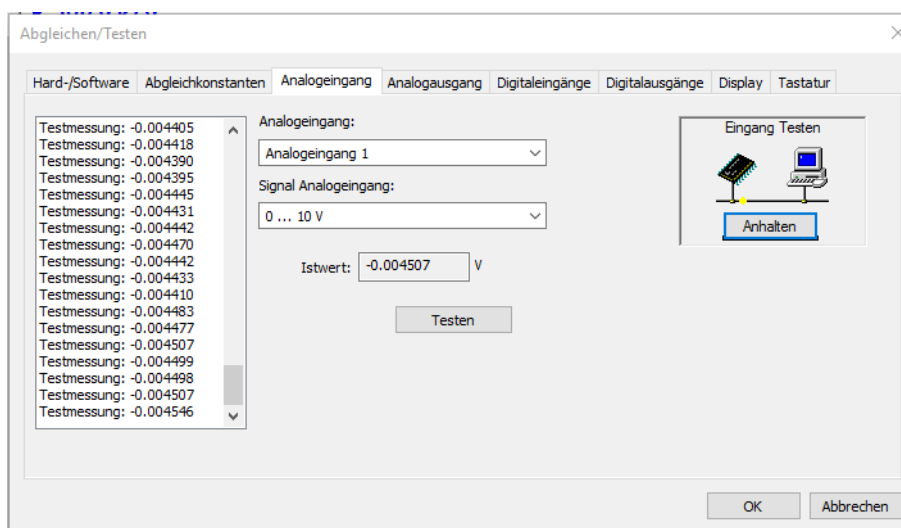 Abgleichen/Testen
Hard-/Software Abgleichkonstanten Analogeingang Analogausgang Digitaleingänge Digitalausgänge Display Tastatur
Testmessung: -0.004405
Testmessung: -0.004418
Testmessung: -0.004390
Testmessung: -0.004395
Testmessung: -0.004445
Testmessung: -0.004431
Testmessung: -0.004442
Testmessung: -0.004470
Testmessung: -0.004442
Testmessung: -0.004433
Testmessung: -0.004410
Testmessung: -0.004483
Testmessung: -0.004477
Testmessung: -0.004507
Testmessung: -0.004499
Testmessung: -0.004498
Testmessung: -0.004507
Testmessung: -0.004546
Analogeingang:
Analogeingang 1
Signal Analogeingang:
0 ... 10 V
Istwert: -0.004507 V
Testen
Eingang Testen
Anhalten
OK Abbrechen